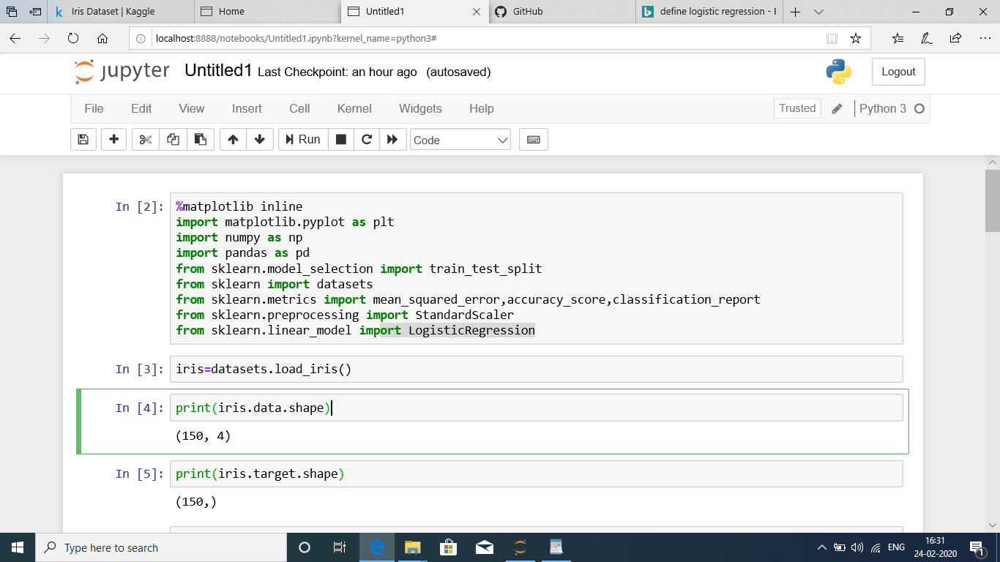 Iris Dataset | Kaggle
Home
Untitled1
GitHub
define logistic regression - E
localhost:8888/notebooks/Untitled1.ipynb?kernel_name=python3#
jupyter Untitled1 Last Checkpoint: an hour ago (autosaved)
Logout
File Edit View Insert Cell Kernel Widgets Help
Trusted
Python 3
Run
Code
In [2]:
%matplotlib inline
import matplotlib.pyplot as plt
import numpy as np
import pandas as pd
from sklearn.model_selection import train_test_split
from sklearn import datasets
from sklearn.metrics import mean_squared_error,accuracy_score,classification_report
from sklearn.preprocessing import StandardScaler
from sklearn.linear_model import LogisticRegression
In [3]:
iris=datasets.load_iris()
In [4]:
print(iris.data.shape)
(150, 4)
In [5]:
print(iris.target.shape)
(150,)
Type here to search
ENG
16:31
24-02-2020
1